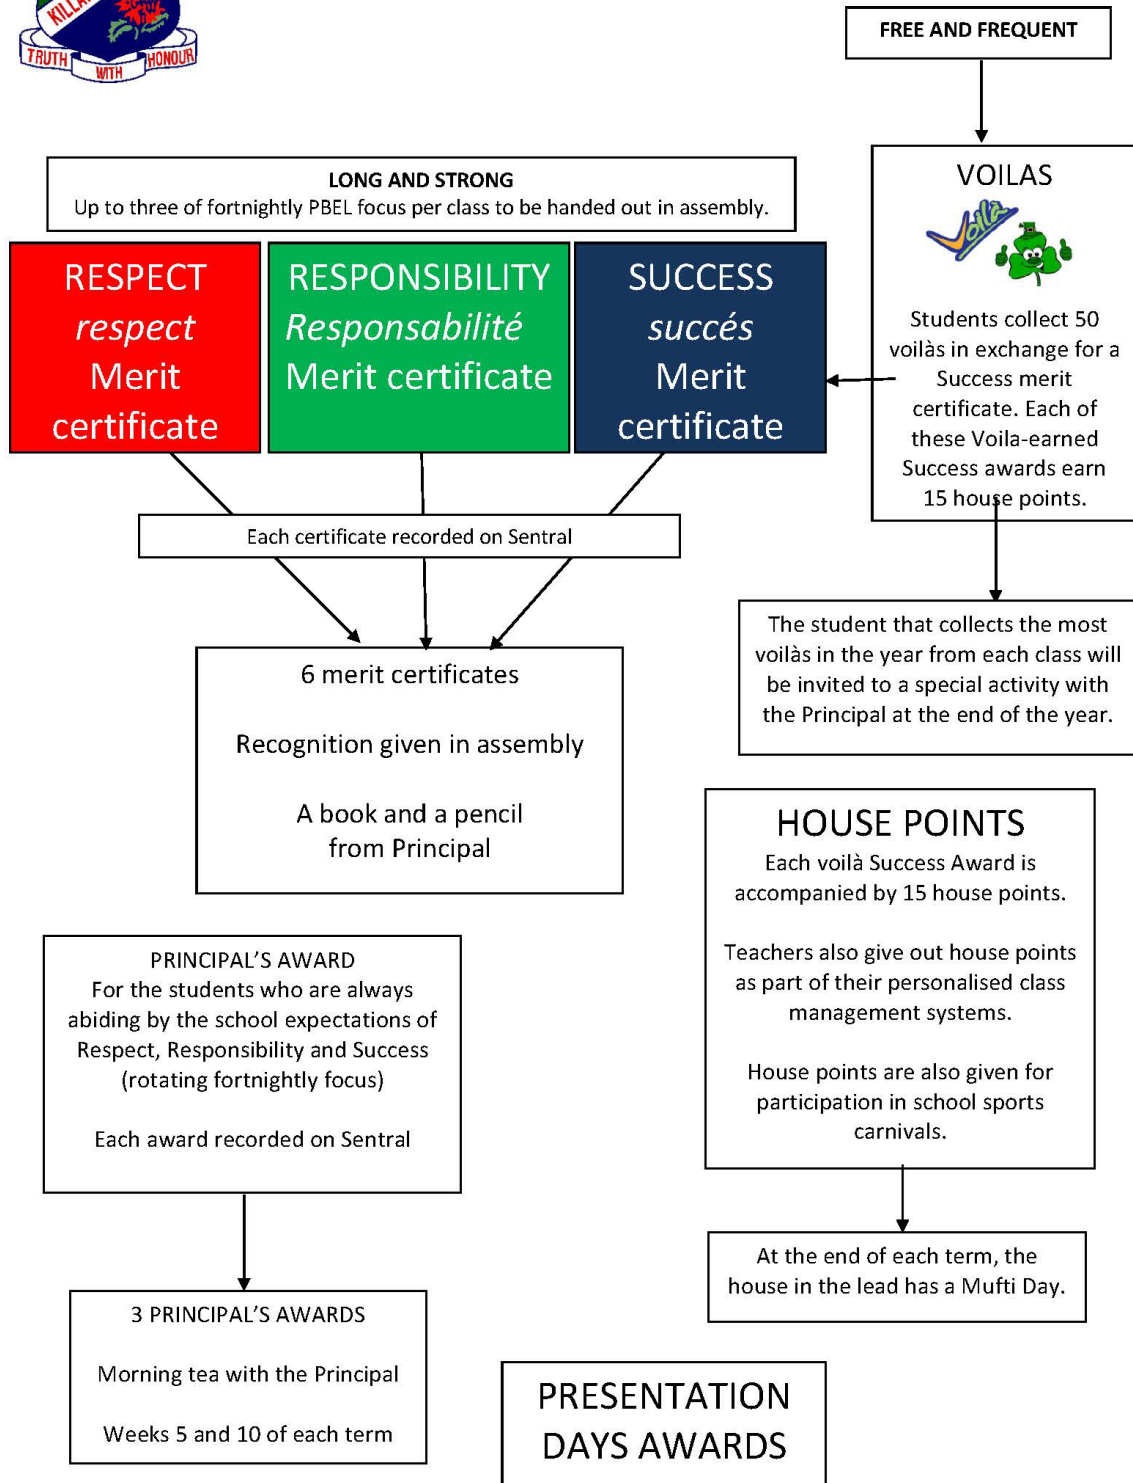 TRUTH
WITH
HONOUR
FREE AND FREQUENT
LONG AND STRONG
Up to three of fortnightly PBEL focus per class to be handed out in assembly.
RESPECT
respect
Merit
certificate
RESPONSIBILITY
Responsabilité
Merit certificate
SUCCESS
succés
Merit
certificate
VOILAS
Voilà
Students collect 50
voilàs in exchange for a
Success merit
certificate. Each of
these Voila-earned
Success awards earn
15 house points.
Each certificate recorded on Sentral
The student that collects the most
voilàs in the year from each class will
be invited to a special activity with
the Principal at the end of the year.
6 merit certificates
Recognition given in assembly
A book and a pencil
from Principal
HOUSE POINTS
Each voilà Success Award is
accompanied by 15 house points.
Teachers also give out house points
as part of their personalised class
management systems.
House points are also given for
participation in school sports
carnivals.
PRINCIPAL’S AWARD
For the students who are always
abiding by the school expectations of
Respect, Responsibility and Success
(rotating fortnightly focus)
Each award recorded on Sentral
At the end of each term, the
house in the lead has a Mufti Day.
3 PRINCIPAL’S AWARDS
Morning tea with the Principal
Weeks 5 and 10 of each term
PRESENTATION
DAYS AWARDS